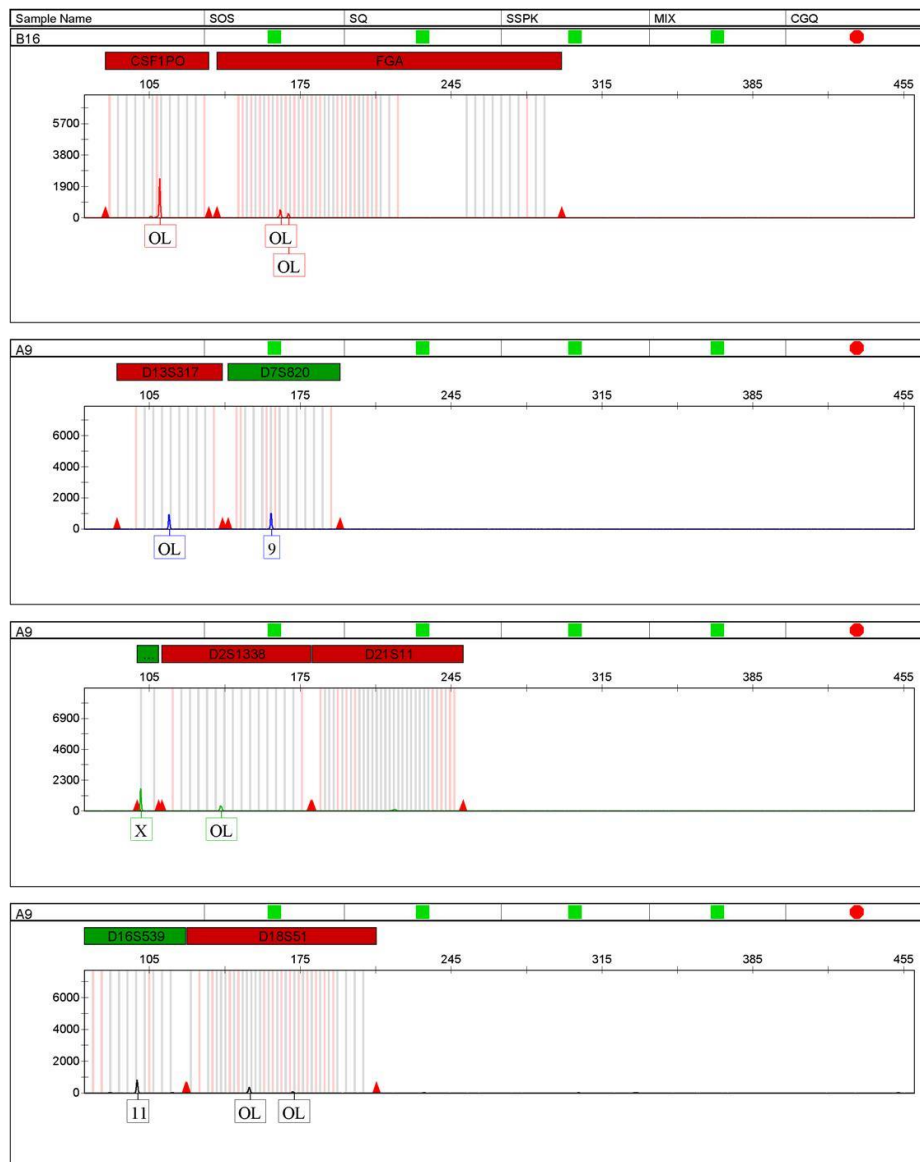 Sample Name SOS SQ SSPK MIX CGQ
B16
CSF1PO FGA
105 175 245 315 385 455
5700
3800
1900
0
OL OL
OL
A9
D13S317 D7S820
105 175 245 315 385 455
6000
4000
2000
0
OL 9
A9
... D2S1338 D21S11
105 175 245 315 385 455
6900
4600
2300
0
X OL
A9
D16S539 D18S51
105 175 245 315 385 455
6000
4000
2000
0
11 OL OL